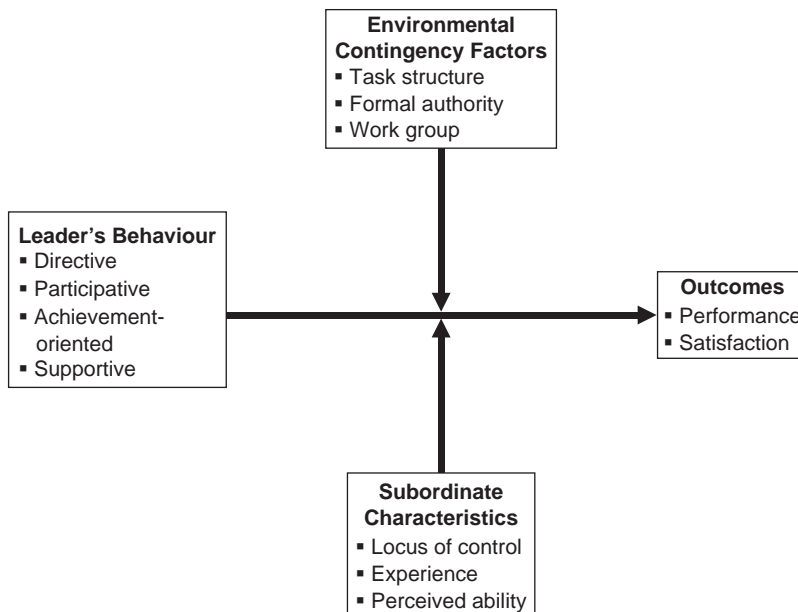 Environmental
Contingency Factors
▪ Task structure
▪ Formal authority
▪ Work group
Leader's Behaviour
▪ Directive
▪ Participative
▪ Achievement-
oriented
▪ Supportive
Outcomes
▪ Performance
▪ Satisfaction
Subordinate
Characteristics
▪ Locus of control
▪ Experience
▪ Perceived ability